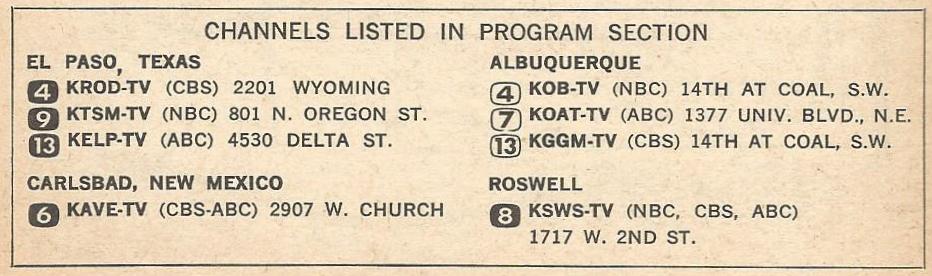 CHANNELS LISTED IN PROGRAM SECTION
EL PASO, TEXAS
4 KROD-TV (CBS) 2201 WYOMING
9 KTSM-TV (NBC) 801 N. OREGON ST.
13 KELP-TV (ABC) 4530 DELTA ST.
CARLSBAD, NEW MEXICO
6 KAVE-TV (CBS-ABC) 2907 W. CHURCH
ALBUQUERQUE
4 KOB-TV (NBC) 14TH AT COAL, S.W.
7 KOAT-TV (ABC) 1377 UNIV. BLVD., N.E.
13 KGGM-TV (CBS) 14TH AT COAL, S.W.
ROSWELL
8 KSWS-TV (NBC, CBS, ABC)
1717 W. 2ND ST.